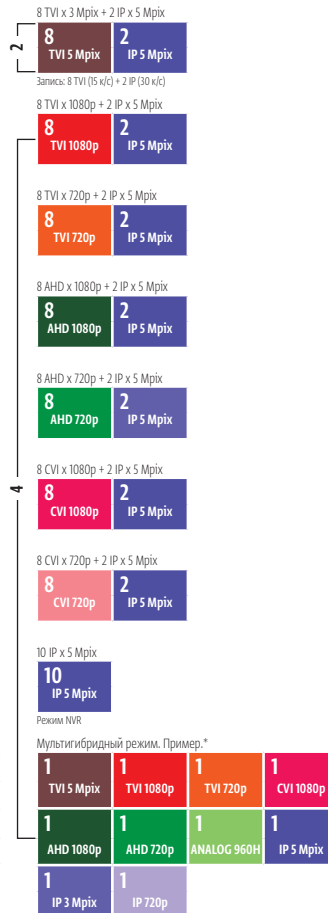 8 TVI x 3 Mpix + 2 IP x 5 Mpix
2
8 2
TVI 5 Mpix IP 5 Mpix
Запись: 8 TVI (15 к/с) + 2 IP (30 к/с)
8 TVI x 1080p + 2 IP x 5 Mpix
8 2
TVI 1080p IP 5 Mpix
8 TVI x 720p + 2 IP x 5 Mpix
8 2
TVI 720p IP 5 Mpix
8 AHD x 1080p + 2 IP x 5 Mpix
8 2
AHD 1080p IP 5 Mpix
8 AHD x 720p + 2 IP x 5 Mpix
8 2
AHD 720p IP 5 Mpix
4
8 CVI x 1080p + 2 IP x 5 Mpix
8 2
CVI 1080p IP 5 Mpix
8 CVI x 720p + 2 IP x 5 Mpix
8 2
CVI 720p IP 5 Mpix
10 IP x 5 Mpix
10
IP 5 Mpix
Режим NVR
Мультигибридный режим. Пример.*
1 1 1 1
TVI 5 Mpix TVI 1080p TVI 720p CVI 1080p
1 1 1 1
AHD 1080p AHD 720p ANALOG 960H IP 5 Mpix
1 1
IP 3 Mpix IP 720p